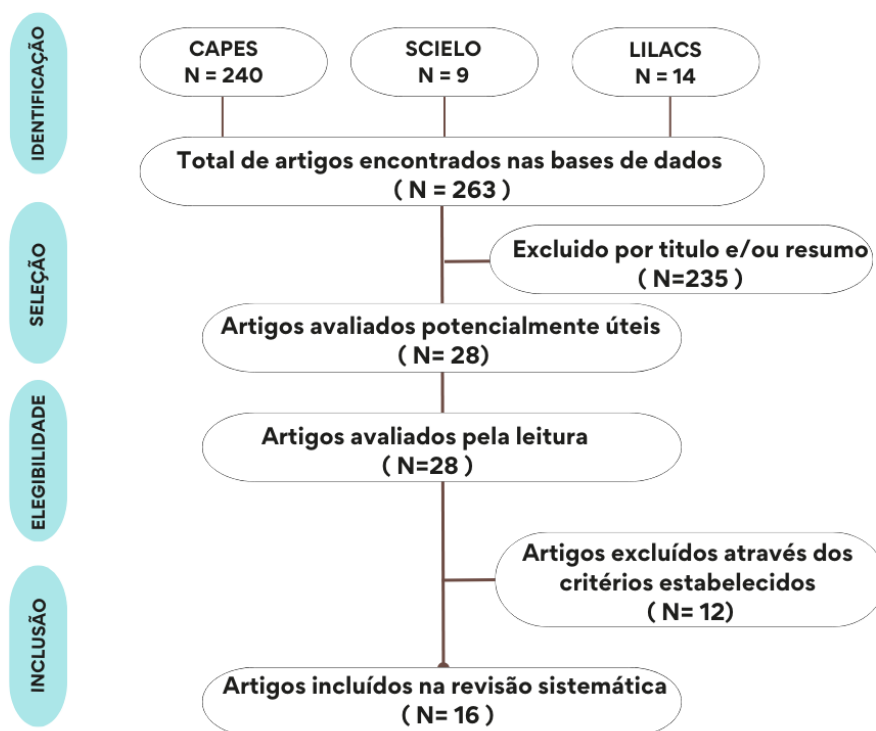 IDENTIFICAÇÃO
CAPES
N = 240
SCIELO
N = 9
LILACS
N = 14
Total de artigos encontrados nas bases de dados
( N = 263 )
SELEÇÃO
Excluido por titulo e/ou resumo
( N=235 )
Artigos avaliados potencialmente úteis
( N= 28)
ELEGIBILIDADE
Artigos avaliados pela leitura
( N=28 )
Artigos excluídos através dos
critérios estabelecidos
( N= 12)
INCLUSÃO
Artigos incluídos na revisão sistemática
( N= 16 )